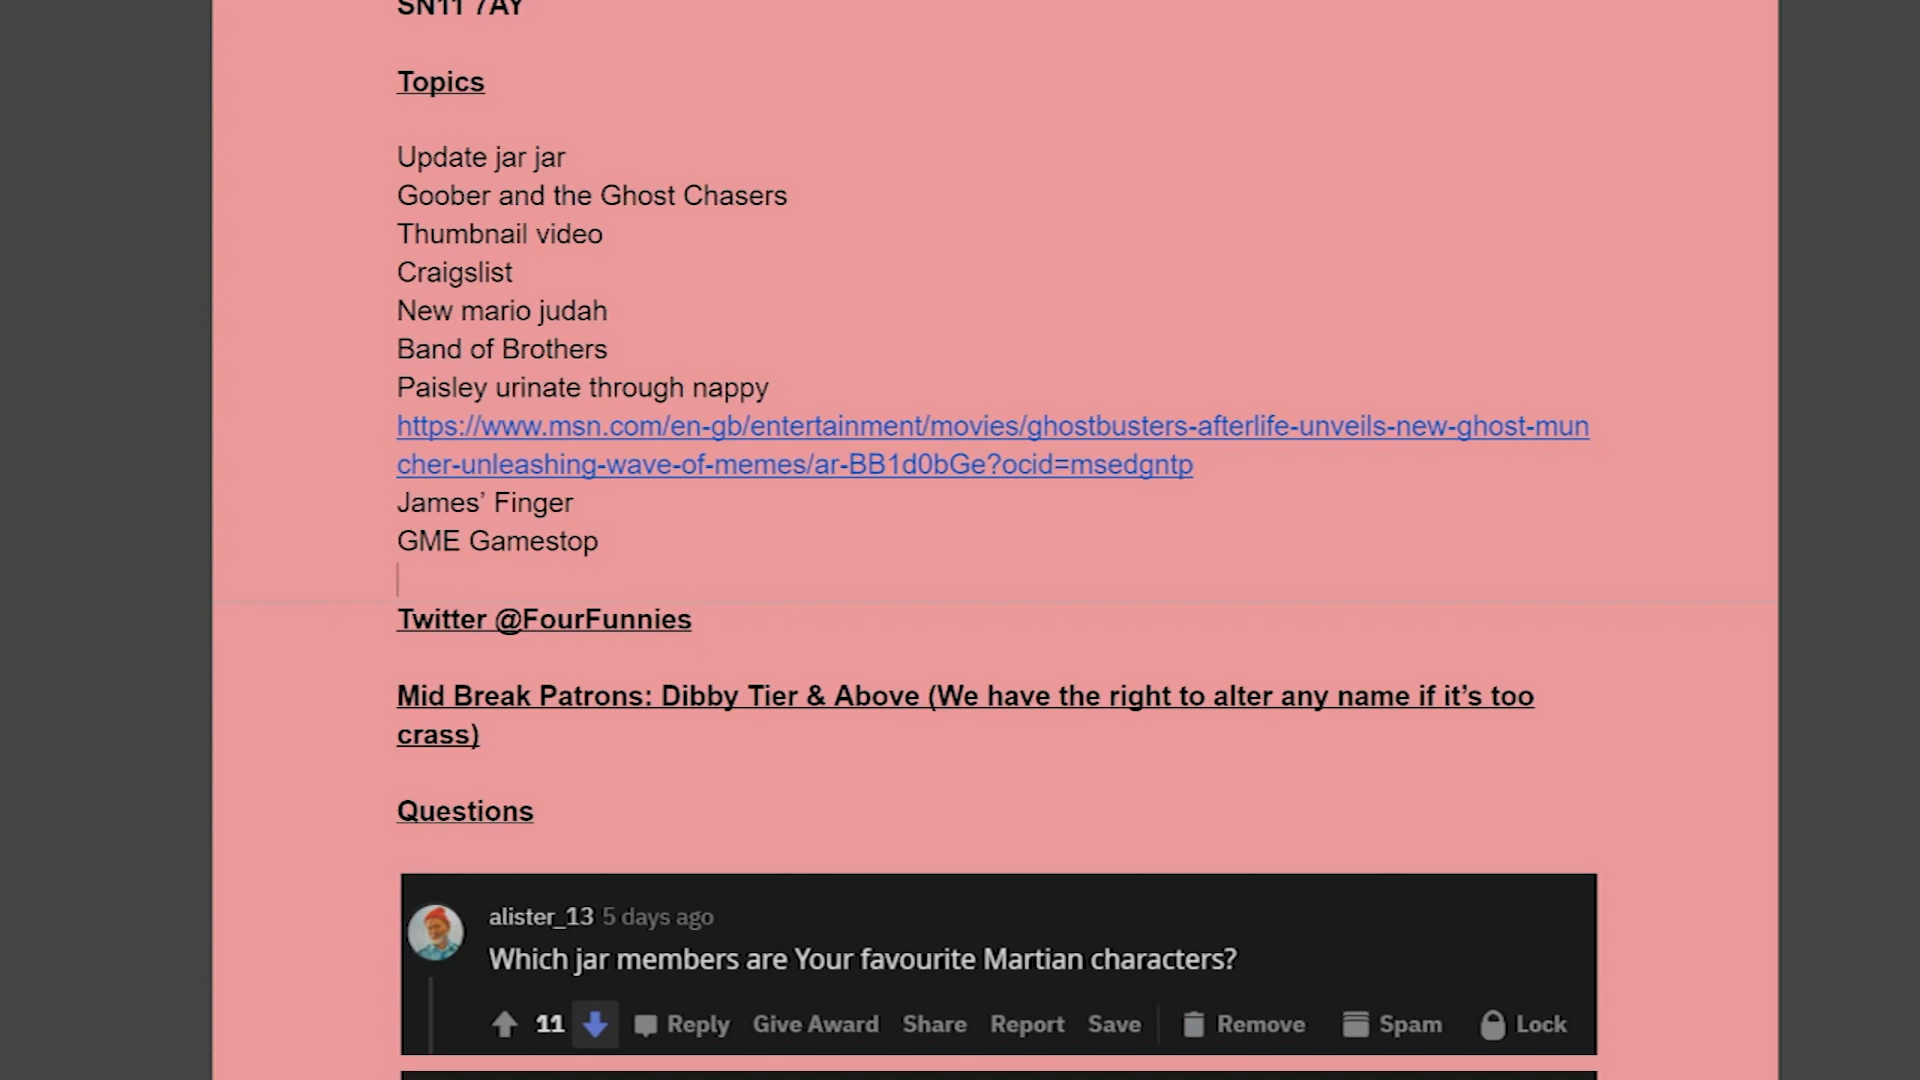 SN11 7AY
Topics
Update jar jar
Goober and the Ghost Chasers
Thumbnail video
Craigslist
New mario judah
Band of Brothers
Paisley urinate through nappy
https://www.msn.com/en-gb/entertainment/movies/ghostbusters-afterlife-unveils-new-ghost-mun
cher-unleashing-wave-of-memes/ar-BB1d0bGe?ocid=msedgntp
James’ Finger
GME Gamestop
Twitter @FourFunnies
Mid Break Patrons: Dibby Tier & Above (We have the right to alter any name if it’s too
crass)
Questions
alister_13 5 days ago
Which jar members are Your favourite Martian characters?
11 Reply Give Award Share Report Save Remove Spam Lock